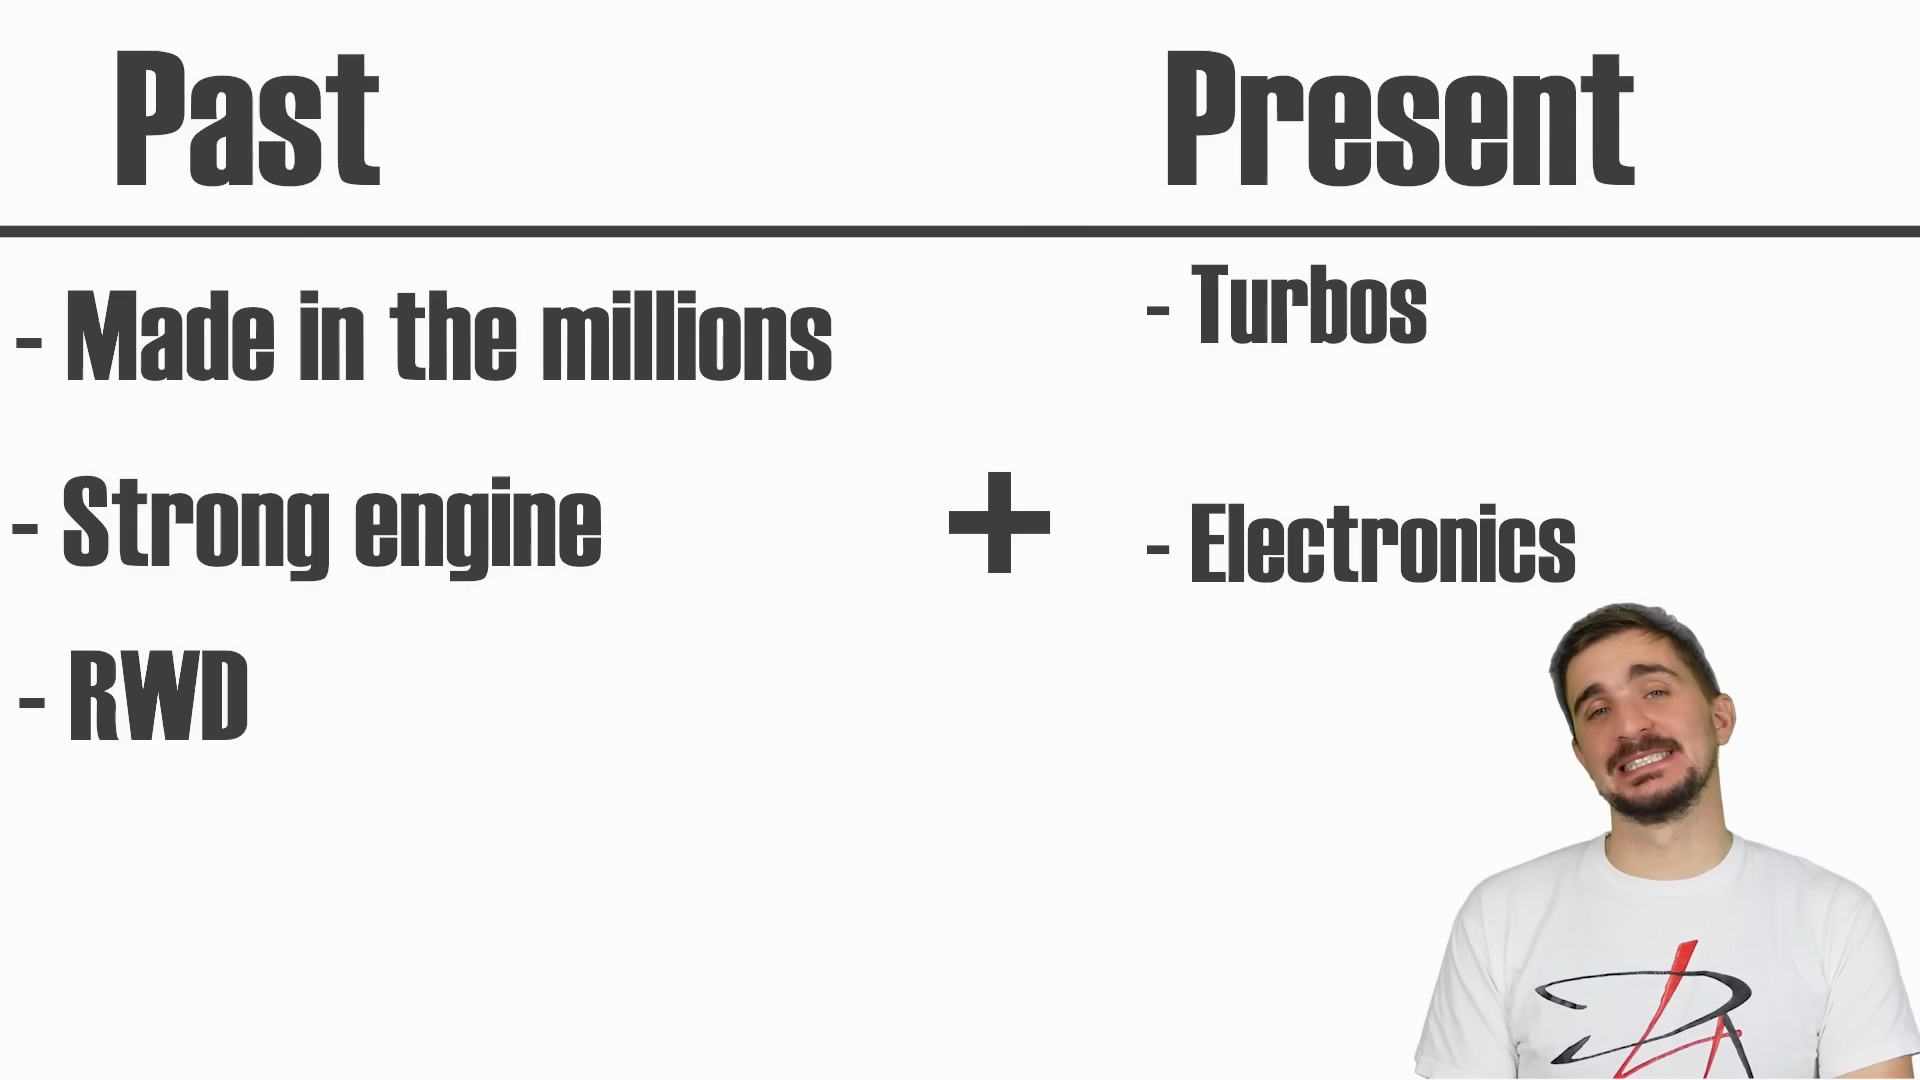 Past
Present
- Made in the millions
- Strong engine
- RWD
+
- Turbos
- Electronics